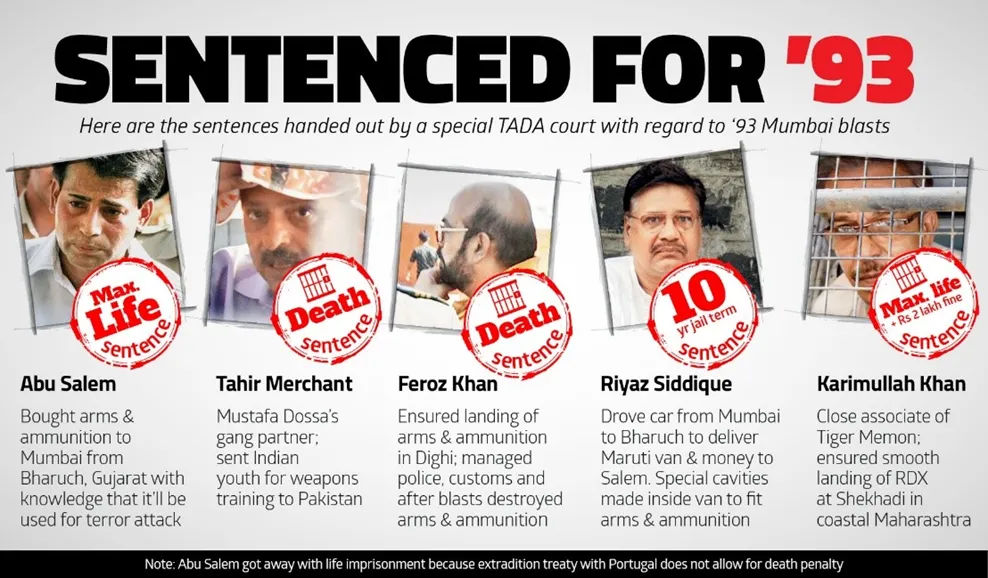 SENTENCED FOR '93
Here are the sentences handed out by a special TADA court with regard to '93 Mumbai blasts
Max.
Life
sentence
Death
sentence
Death
sentence
10
yr jail term
sentence
Max. life
+ Rs 2 lakh fine
sentence
Abu Salem
Bought arms &
ammunition to
Mumbai from
Bharuch, Gujarat with
knowledge that it'll be
used for terror attack
Tahir Merchant
Mustafa Dossa's
gang partner;
sent Indian
youth for weapons
training to Pakistan
Feroz Khan
Ensured landing of
arms & ammunition
in Dighi; managed
police, customs and
after blasts destroyed
arms & ammunition
Riyaz Siddique
Drove car from Mumbai
to Bharuch to deliver
Maruti van & money to
Salem. Special cavities
made inside van to fit
arms & ammunition
Karimullah Khan
Close associate of
Tiger Memon;
ensured smooth
landing of RDX
at Shekhadi in
coastal Maharashtra
Note: Abu Salem got away with life imprisonment because extradition treaty with Portugal does not allow for death penalty